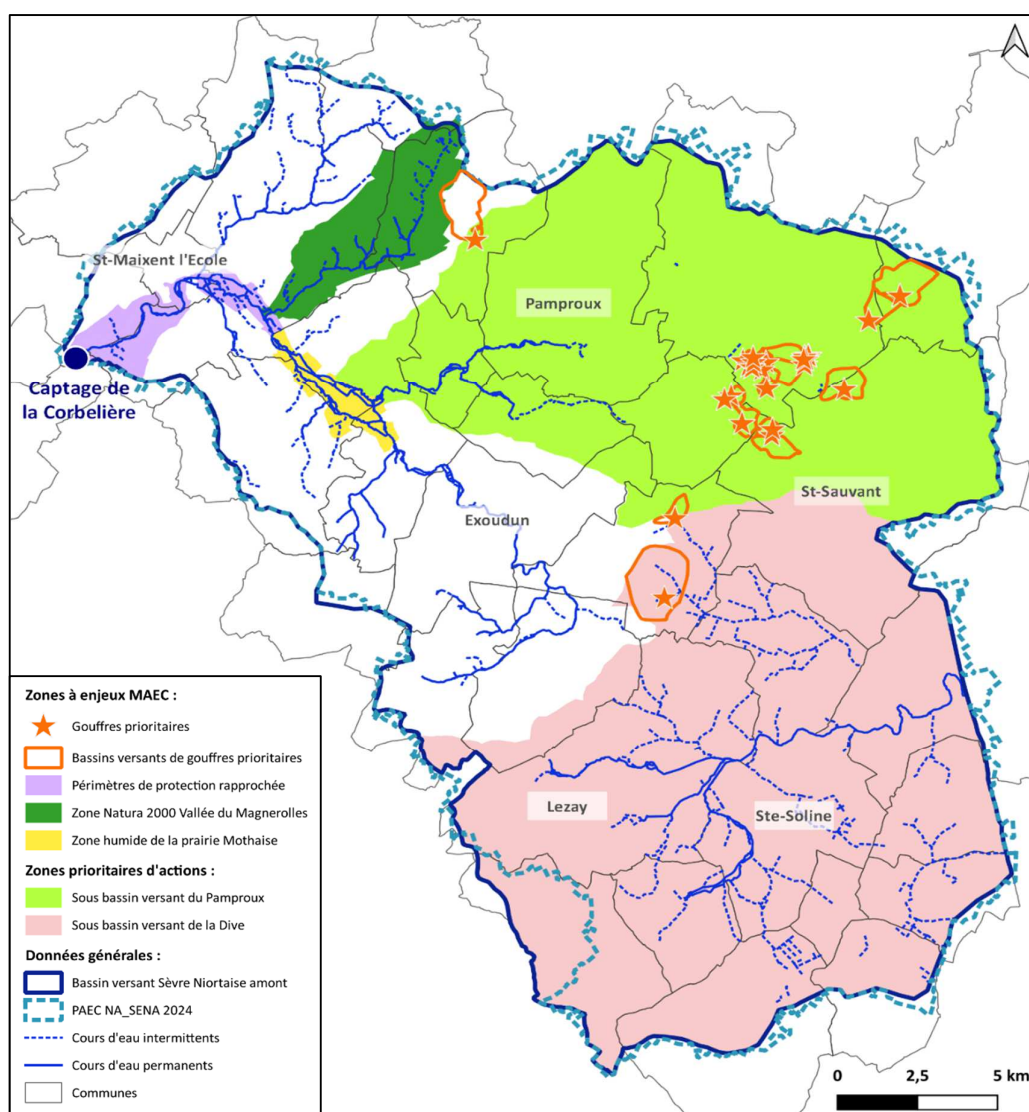 St-Maixent l'Ecole
Pamproux
Captage de
la Corbelière
St-Sauvant
Exoudun
Lezay
Ste-Soline
Zones à enjeux MAEC :
Gouffres prioritaires
Bassins versants de gouffres prioritaires
Périmètres de protection rapprochée
Zone Natura 2000 Vallée du Magnerolles
Zone humide de la prairie Mothaise
Zones prioritaires d'actions :
Sous bassin versant du Pamproux
Sous bassin versant de la Dive
Données générales :
Bassin versant Sèvre Niortaise amont
PAEC NA_SENA 2024
Cours d'eau intermittents
Cours d'eau permanents
Communes
0 2,5 5 km